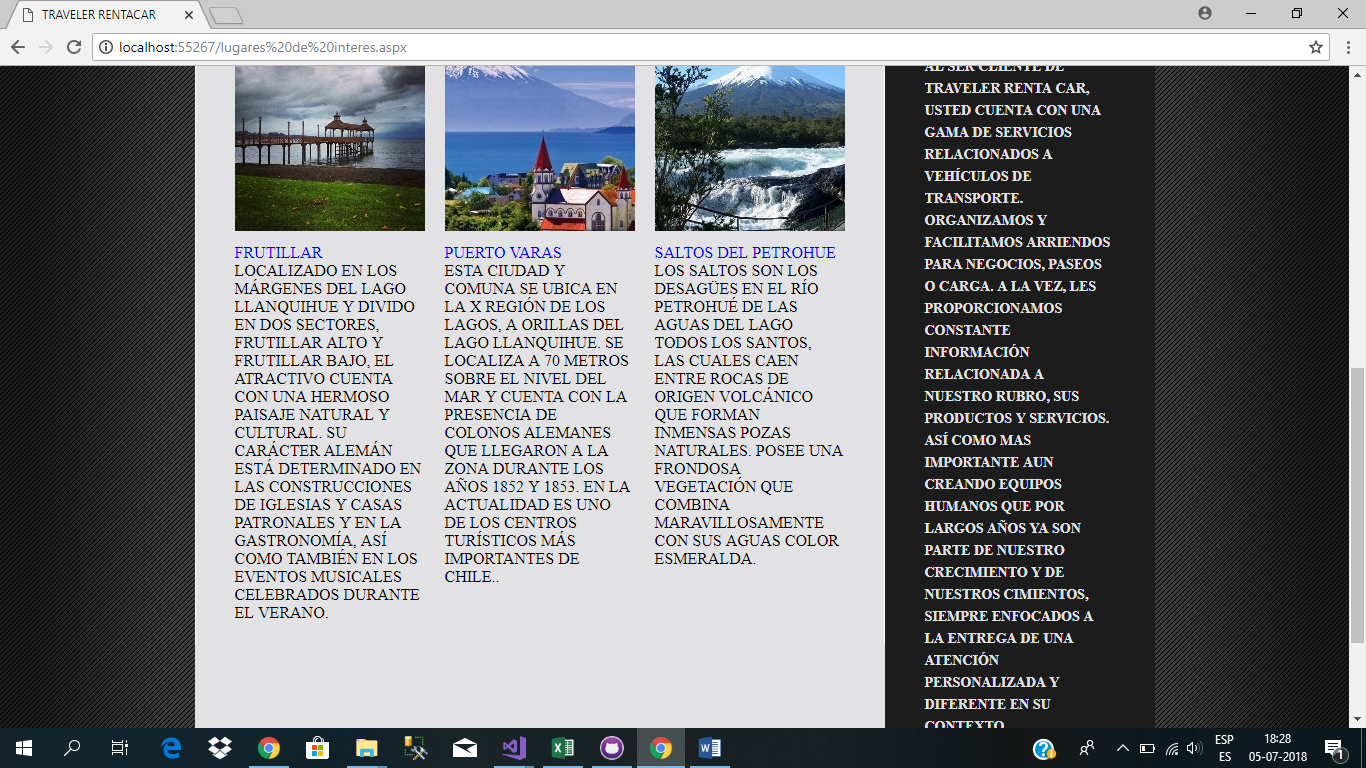 TRAVELER RENTACAR
localhost:55267/lugares%20de%20interes.aspx
FRUTILLAR
LOCALIZADO EN LOS
MÁRGENES DEL LAGO
LLANQUIHUE Y DIVIDO
EN DOS SECTORES,
FRUTILLAR ALTO Y
FRUTILLAR BAJO, EL
ATRACTIVO CUENTA
CON UNA HERMOSO
PAISAJE NATURAL Y
CULTURAL. SU
CARÁCTER ALEMÁN
ESTÁ DETERMINADO EN
LAS CONSTRUCCIONES
DE IGLESIAS Y CASAS
PATRONALES Y EN LA
GASTRONOMÍA, ASÍ
COMO TAMBIÉN EN LOS
EVENTOS MUSICALES
CELEBRADOS DURANTE
EL VERANO.
PUERTO VARAS
ESTA CIUDAD Y
COMUNA SE UBICA EN
LA X REGIÓN DE LOS
LAGOS, A ORILLAS DEL
LAGO LLANQUIHUE. SE
LOCALIZA A 70 METROS
SOBRE EL NIVEL DEL
MAR Y CUENTA CON LA
PRESENCIA DE
COLONOS ALEMANES
QUE LLEGARON A LA
ZONA DURANTE LOS
AÑOS 1852 Y 1853. EN LA
ACTUALIDAD ES UNO
DE LOS CENTROS
TURÍSTICOS MÁS
IMPORTANTES DE
CHILE..
SALTOS DEL PETROHUE
LOS SALTOS SON LOS
DESAGÜES EN EL RÍO
PETROHUÉ DE LAS
AGUAS DEL LAGO
TODOS LOS SANTOS,
LAS CUALES CAEN
ENTRE ROCAS DE
ORIGEN VOLCÁNICO
QUE FORMAN
INMENSAS POZAS
NATURALES. POSEE UNA
FRONDOSA
VEGETACIÓN QUE
COMBINA
MARAVILLOSAMENTE
CON SUS AGUAS COLOR
ESMERALDA.
AL SER CLIENTE DE
TRAVELER RENTA CAR,
USTED CUENTA CON UNA
GAMA DE SERVICIOS
RELACIONADOS A
VEHÍCULOS DE
TRANSPORTE.
ORGANIZAMOS Y
FACILITAMOS ARRIENDOS
PARA NEGOCIOS, PASEOS
O CARGA. A LA VEZ, LES
PROPORCIONAMOS
CONSTANTE
INFORMACIÓN
RELACIONADA A
NUESTRO RUBRO, SUS
PRODUCTOS Y SERVICIOS.
ASÍ COMO MAS
IMPORTANTE AUN
CREANDO EQUIPOS
HUMANOS QUE POR
LARGOS AÑOS YA SON
PARTE DE NUESTRO
CRECIMIENTO Y DE
NUESTROS CIMIENTOS,
SIEMPRE ENFOCADOS A
LA ENTREGA DE UNA
ATENCIÓN
PERSONALIZADA Y
DIFERENTE EN SU
CONTEXTO
ESP
ES
18:28
05-07-2018
1